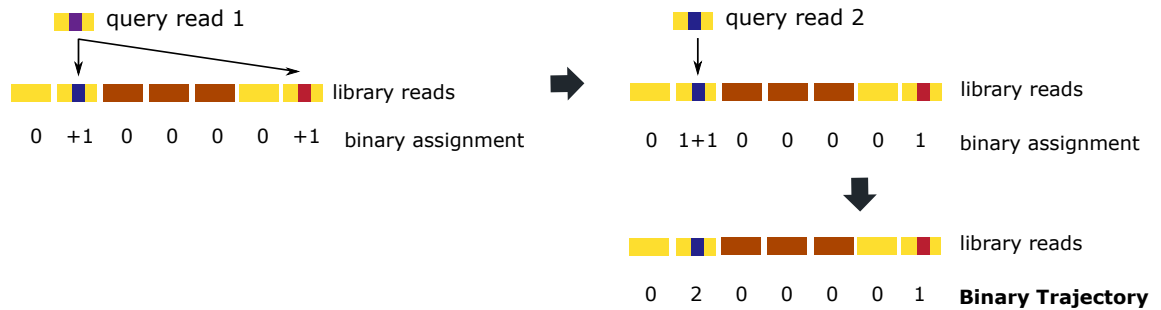 query read 1
library reads
0 +1 0 0 0 0 +1 binary assignment
query read 2
library reads
0 1+1 0 0 0 0 1 binary assignment
library reads
0 2 0 0 0 0 1 Binary Trajectory